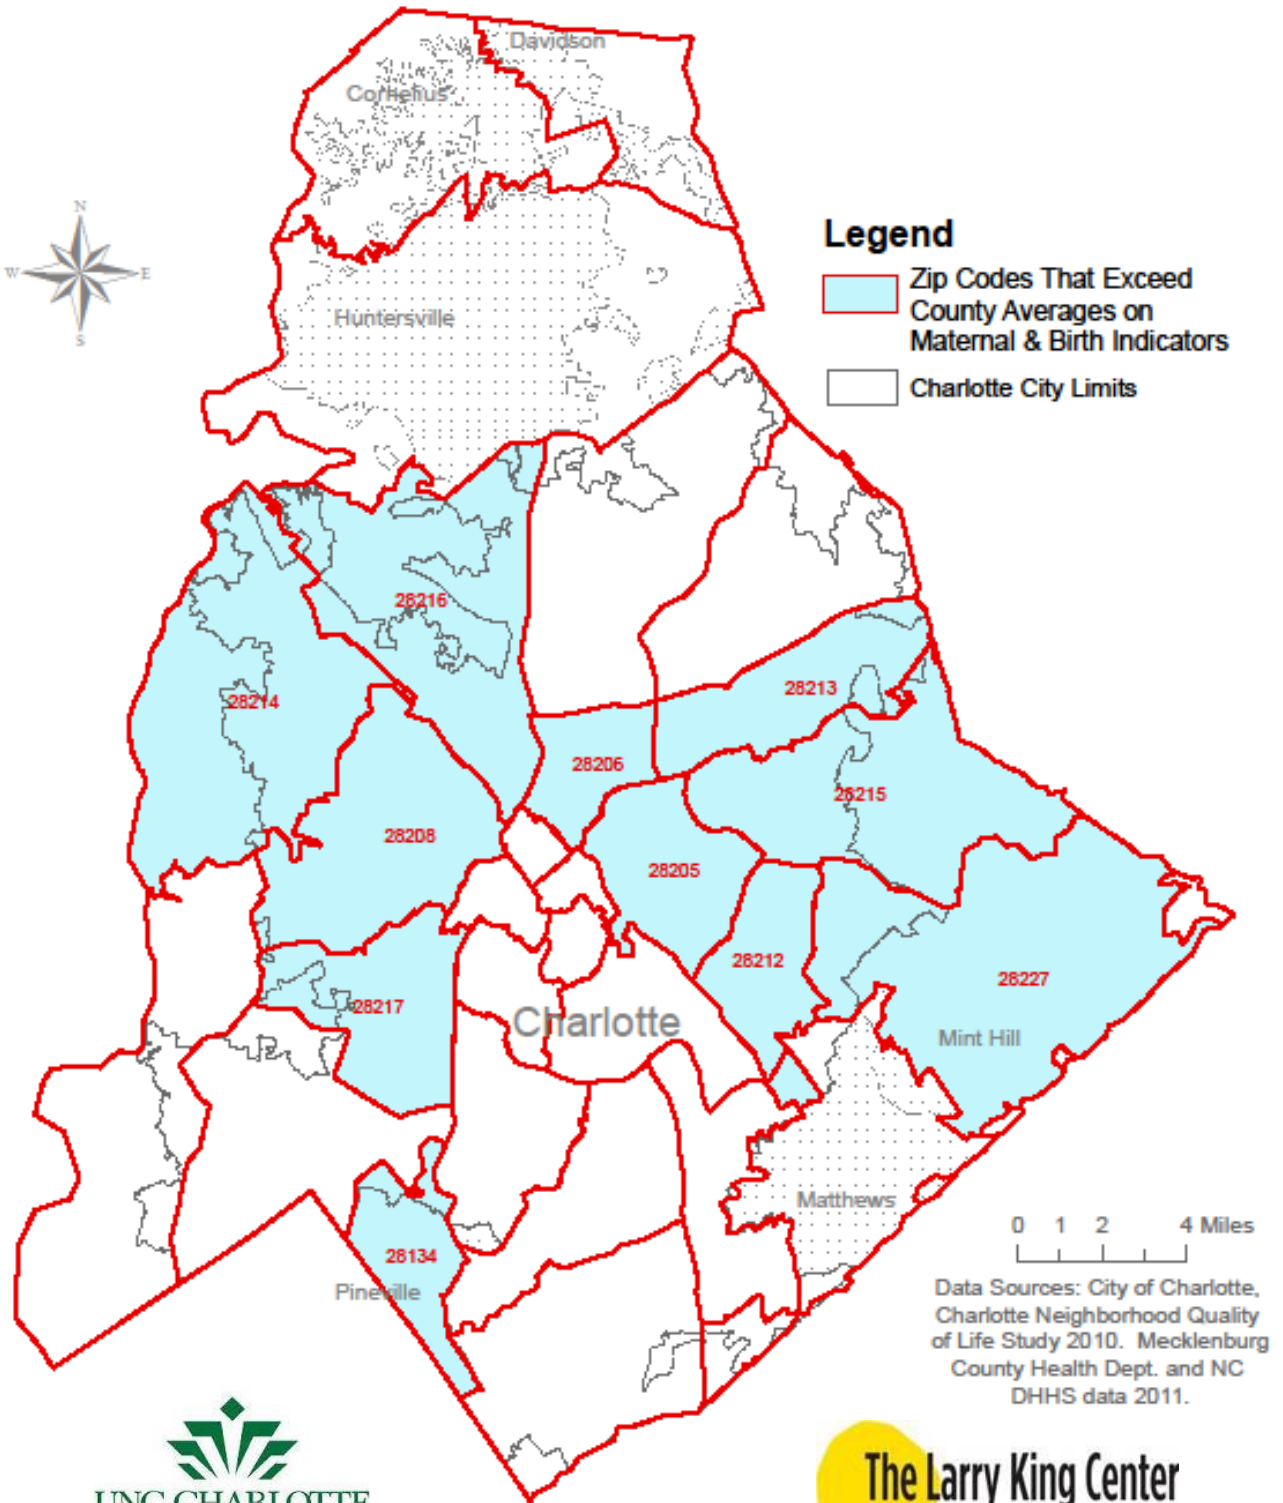 Davidson
Cornelius
N
W
E
S
Huntersville
Legend
Zip Codes That Exceed
County Averages on
Maternal & Birth Indicators
Charlotte City Limits
28216
28214
28213
28206
28215
28208
28205
28212
28227
28217
Charlotte
Mint Hill
Matthews
28134
Pineville
0 1 2 4 Miles
Data Sources: City of Charlotte,
Charlotte Neighborhood Quality
of Life Study 2010. Mecklenburg
County Health Dept. and NC
DHHS data 2011.
UNC CHARLOTTE
The Larry King Center